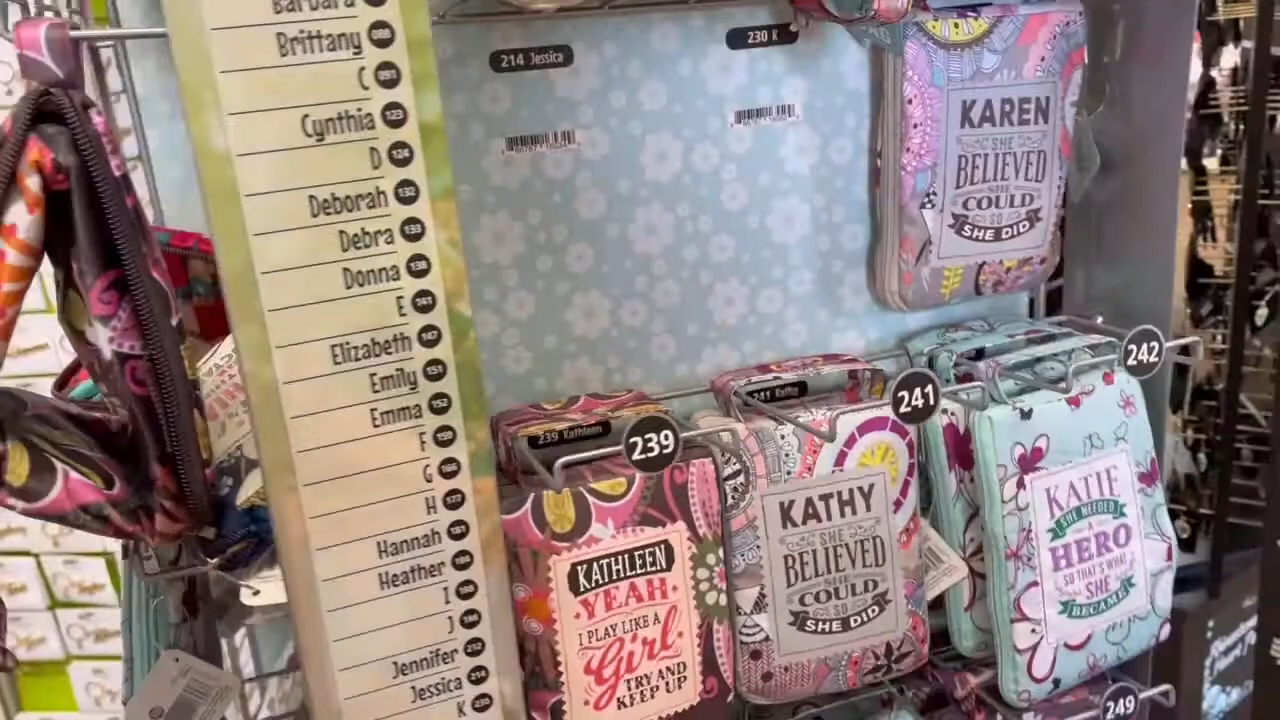 Barbara
Brittany 088
C 091
Cynthia 123
D 124
Deborah 132
Debra 133
Donna 138
E 141
Elizabeth 147
Emily 151
Emma 152
F 159
G 166
H 177
Hannah 181
Heather
I
J
Jennifer 212
Jessica 214
K 230
214 Jessica
230 K
KAREN
SHE
BELIEVED
SHE
COULD
SO
SHE DID
239 Kathleen
239
KATHLEEN
YEAH
I PLAY LIKE A
Girl
TRY AND
KEEP UP
241 Kathy
241
KATHY
SHE
BELIEVED
SHE
COULD
SO
SHE DID
242
KATIE
SHE NEEDED
A
HERO
SO THAT'S WHAT
SHE
BECAME
249